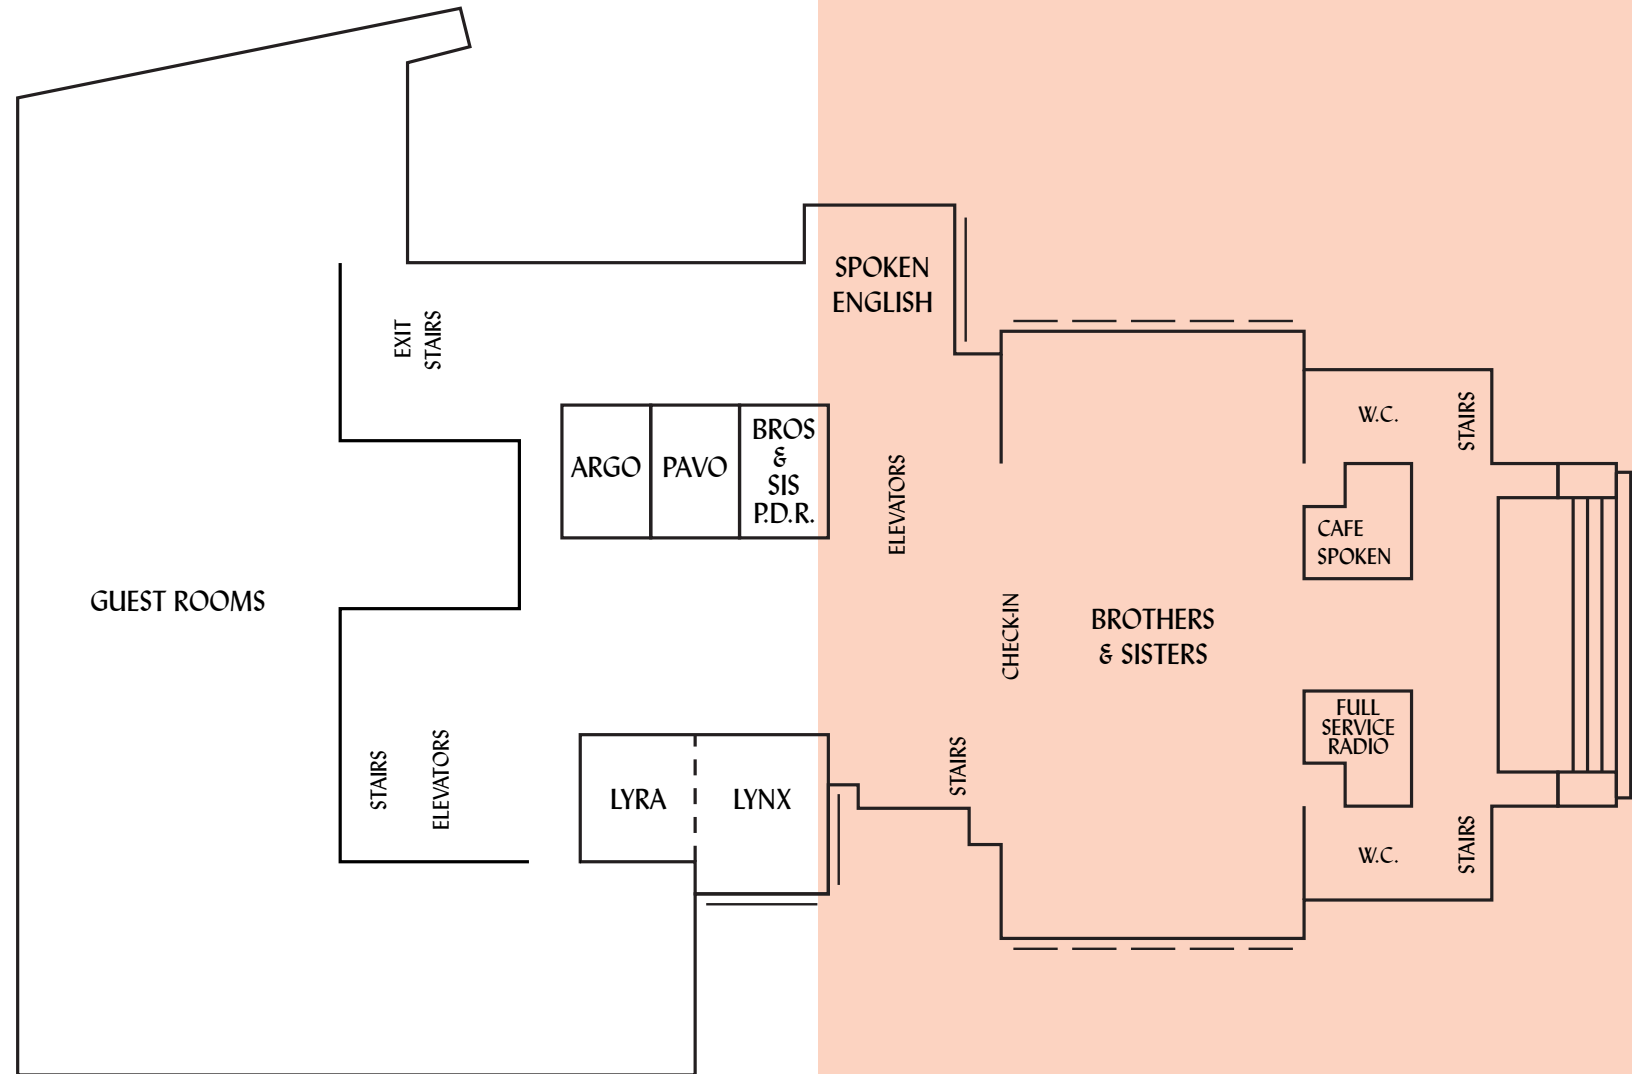 SPOKEN
ENGLISH
EXIT
STAIRS
W.C.
STAIRS
ARGO
PAVO
BROS
&
SIS
P.D.R.
ELEVATORS
CAFE
SPOKEN
GUEST ROOMS
CHECK-IN
BROTHERS
& SISTERS
FULL
SERVICE
RADIO
STAIRS
ELEVATORS
LYRA
LYNX
STAIRS
W.C.
STAIRS